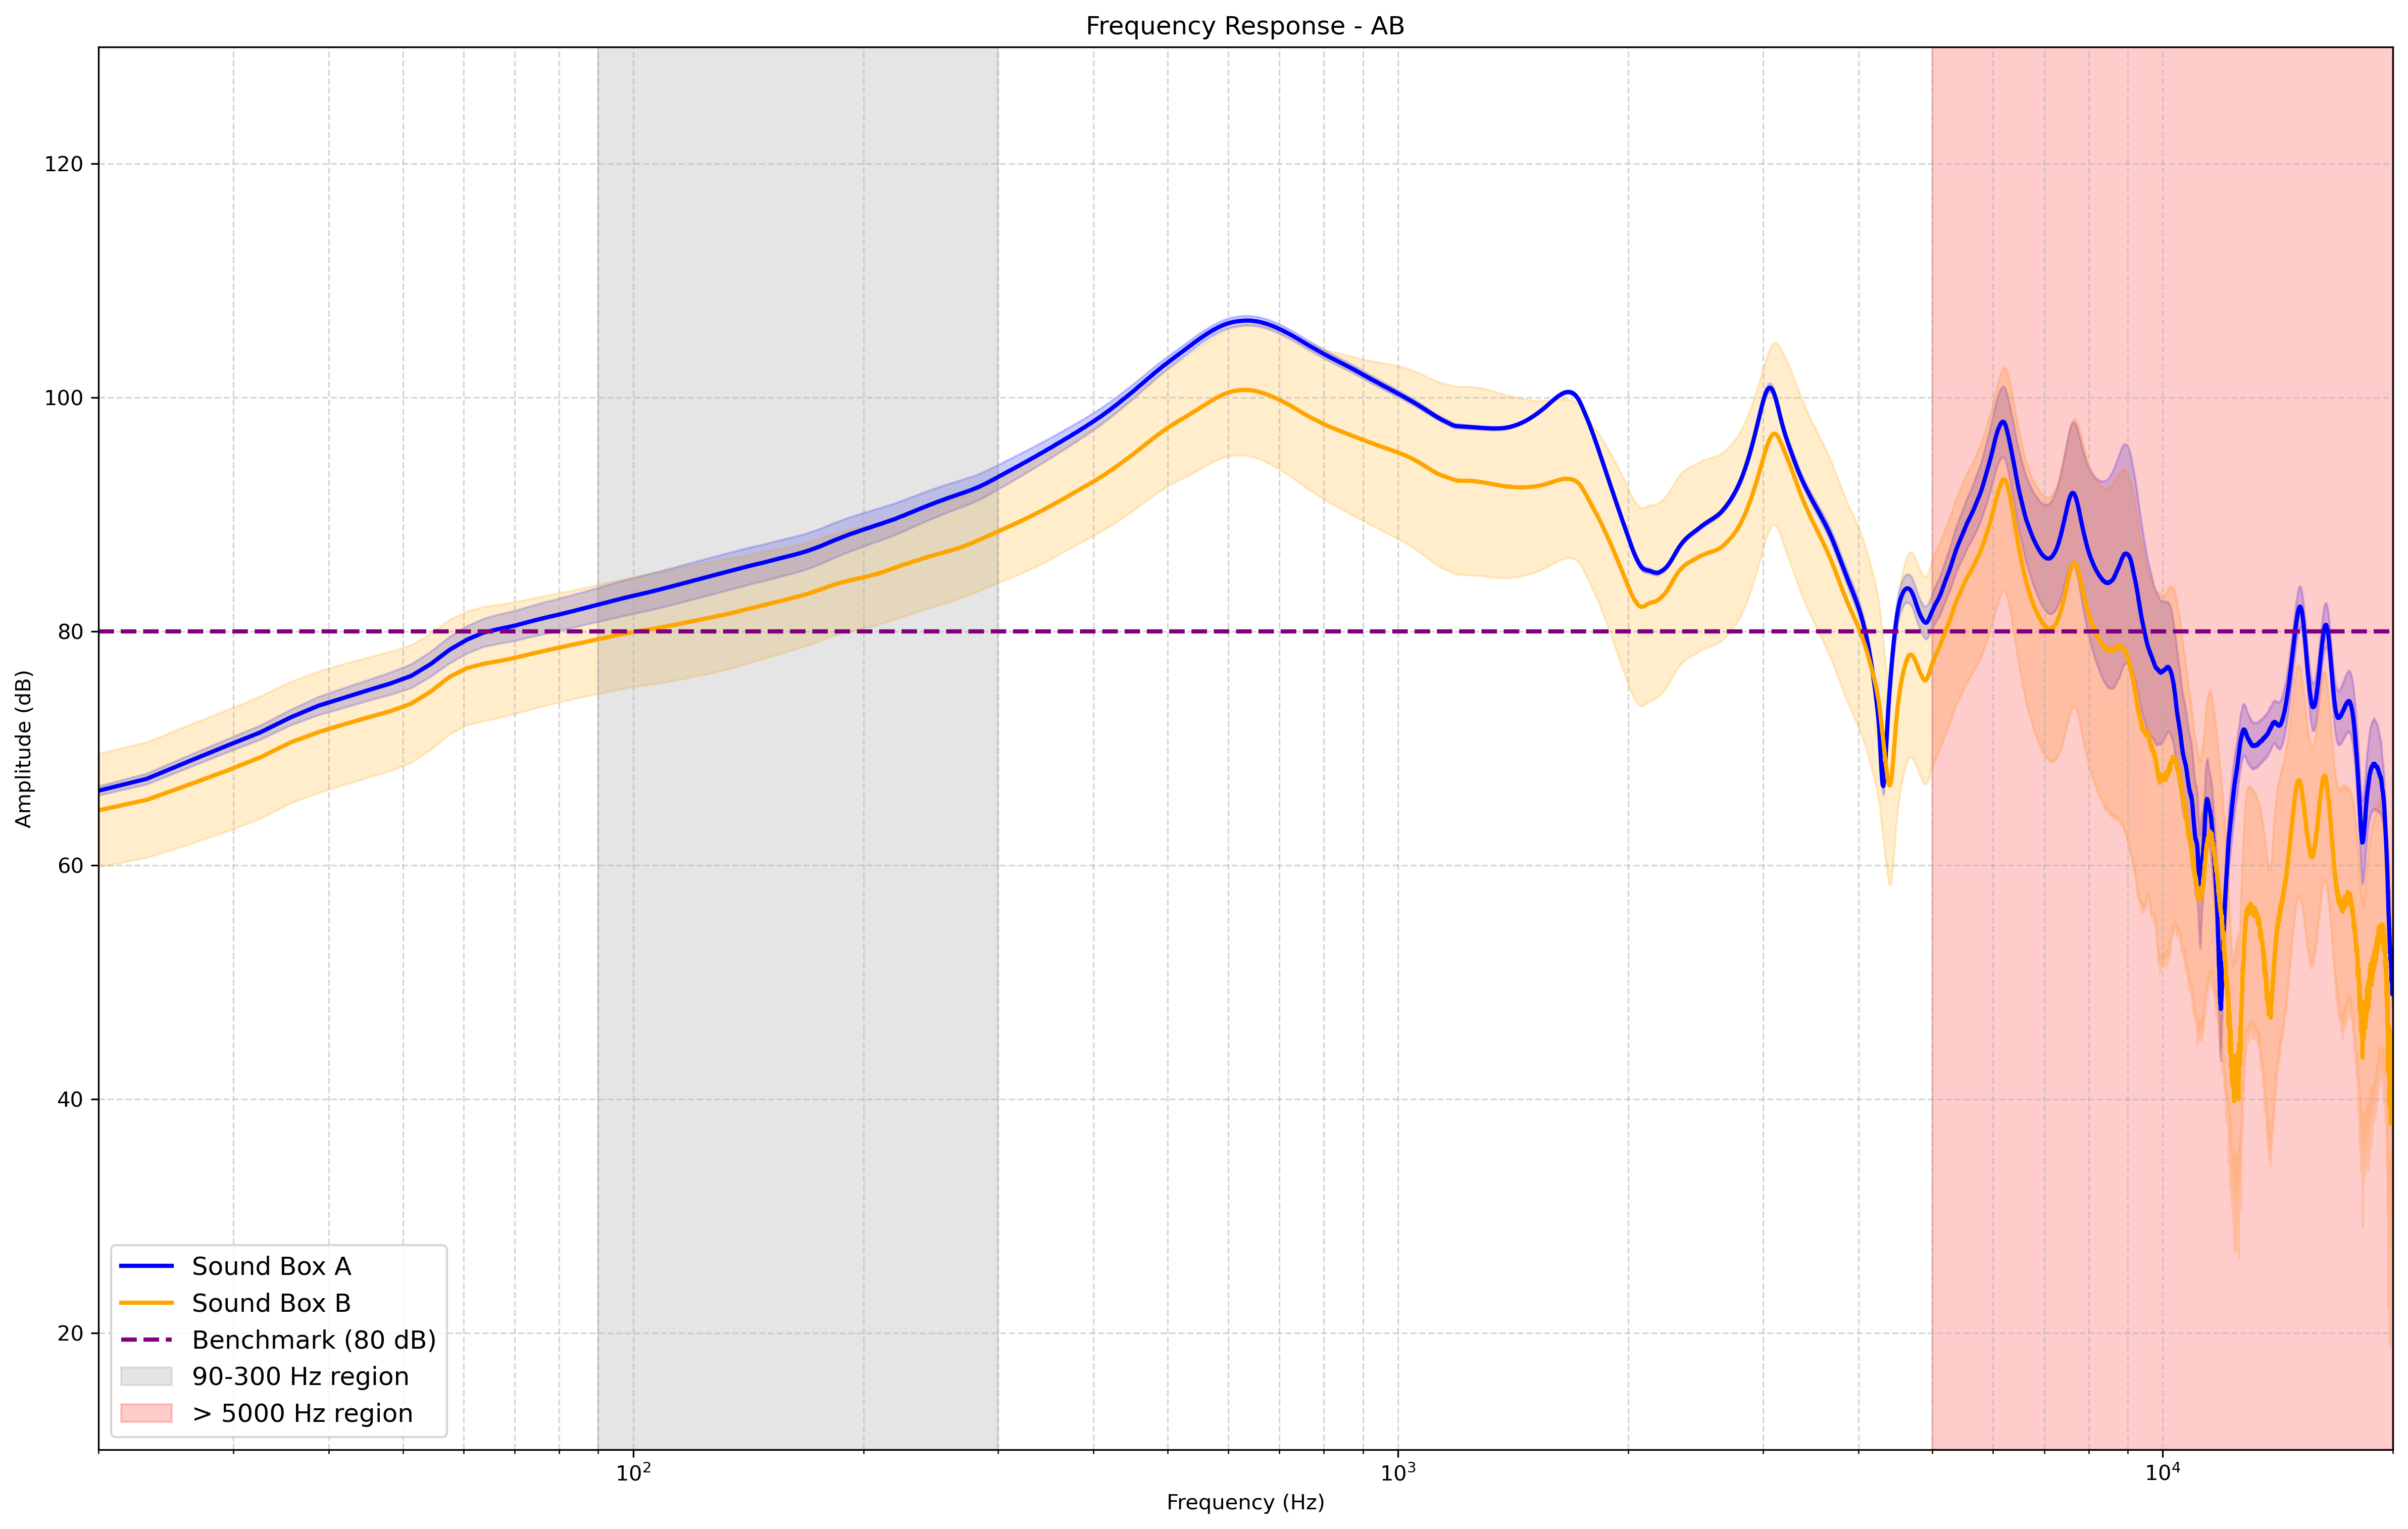 Frequency Response - AB
Amplitude (dB)
120
100
80
60
40
20
Sound Box A
Sound Box B
Benchmark (80 dB)
90-300 Hz region
> 5000 Hz region
10²
10³
10⁴
Frequency (Hz)